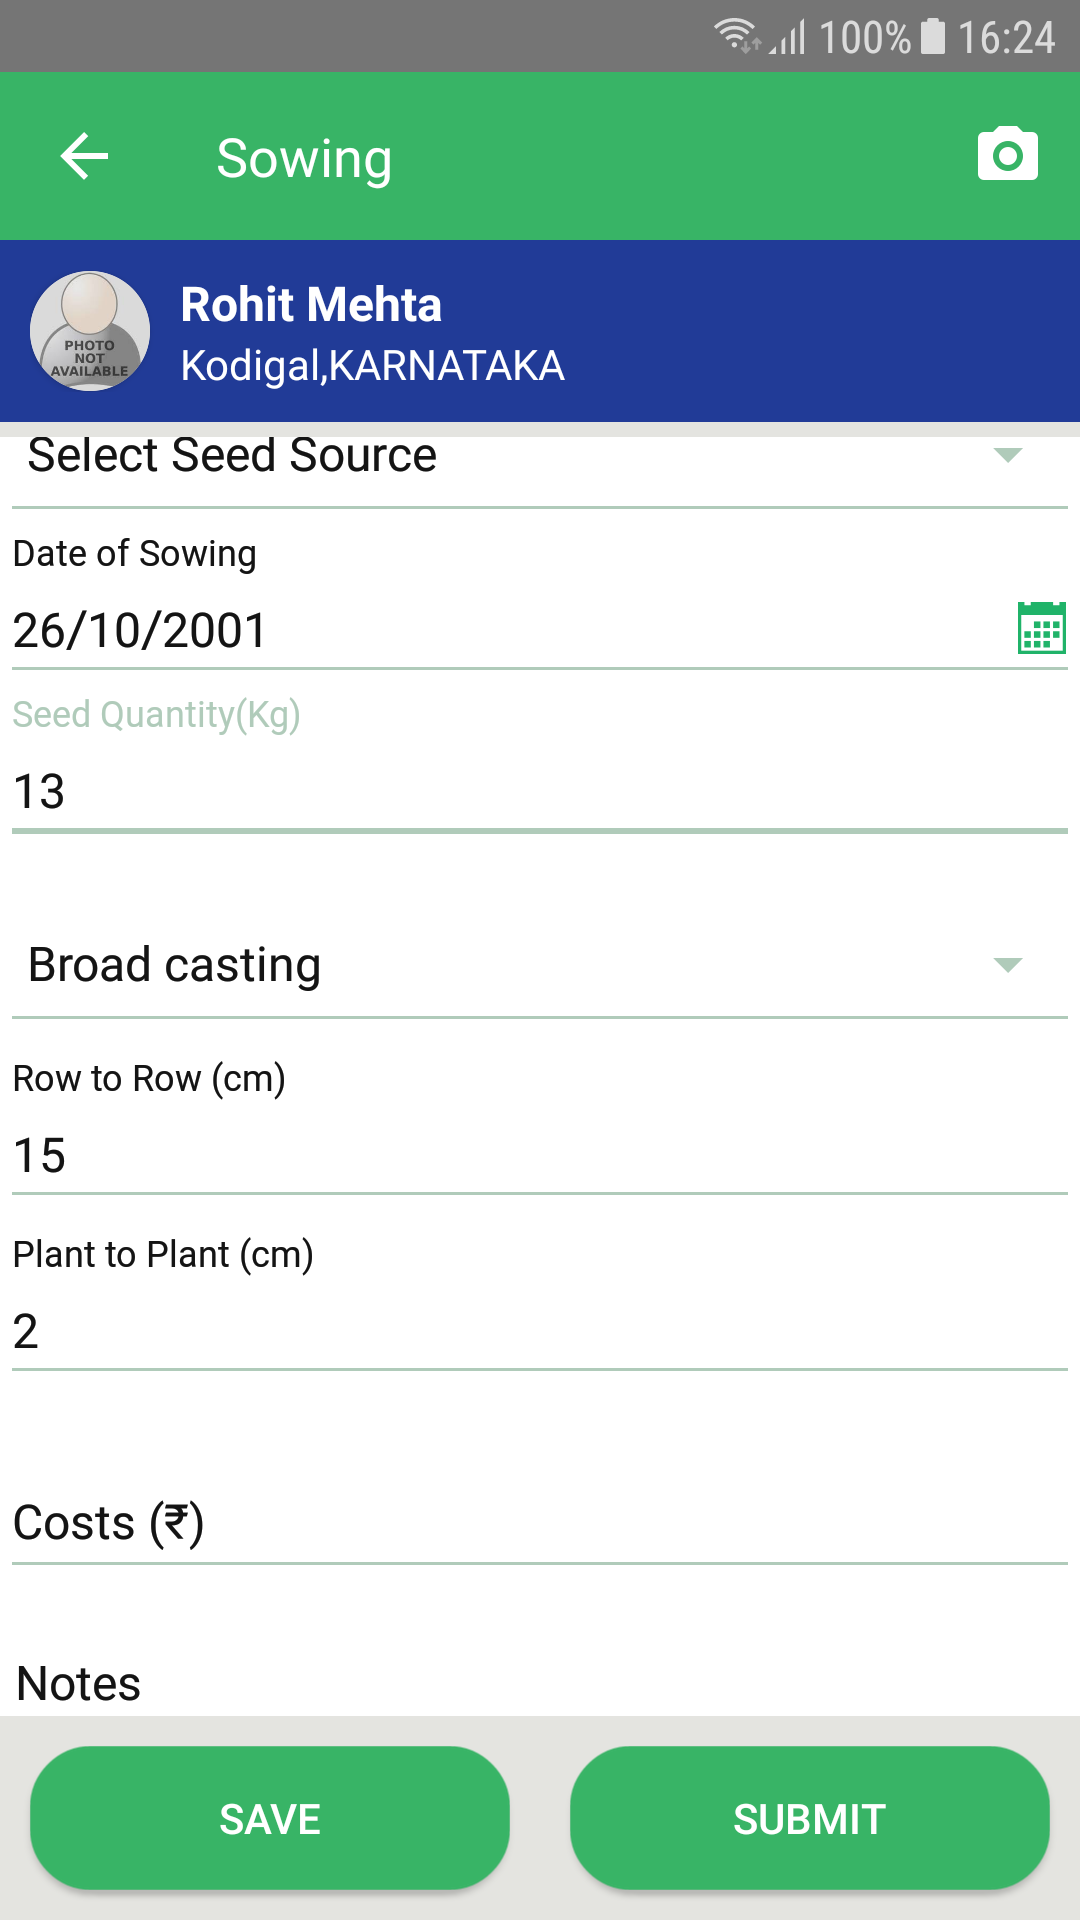 100% 16:24
Sowing
PHOTO
NOT
AVAILABLE
Rohit Mehta
Kodigal,KARNATAKA
Select Seed Source
Date of Sowing
26/10/2001
Seed Quantity(Kg)
13
Broad casting
Row to Row (cm)
15
Plant to Plant (cm)
2
Costs (₹)
Notes
SAVE SUBMIT